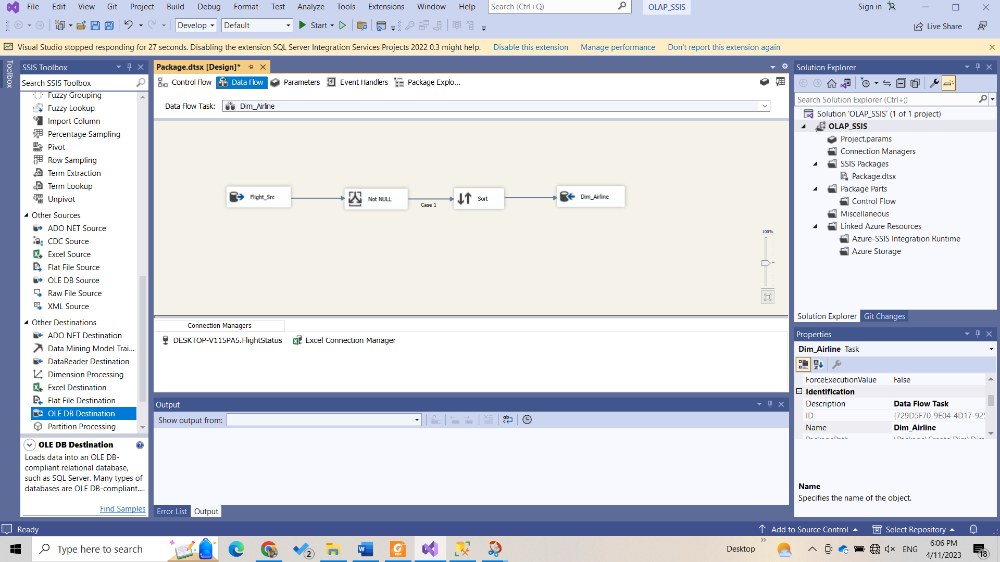 File Edit View Git Project Build Debug Format Test Analyze Tools Extensions Window Help Search (Ctrl+Q) OLAP_SSIS Sign in
Develop Default Start Live Share
Visual Studio stopped responding for 27 seconds. Disabling the extension SQL Server Integration Services Projects 2022 0.3 might help. Disable this extension Manage performance Don't report this extension again
Toolbox
SSIS Toolbox
Search SSIS Toolbox
Fuzzy Grouping
Fuzzy Lookup
Import Column
Percentage Sampling
Pivot
Row Sampling
Term Extraction
Term Lookup
Unpivot
Other Sources
ADO NET Source
CDC Source
Excel Source
Flat File Source
OLE DB Source
Raw File Source
XML Source
Other Destinations
ADO NET Destination
Data Mining Model Trai...
DataReader Destination
Dimension Processing
Excel Destination
Flat File Destination
OLE DB Destination
Partition Processing
OLE DB Destination
Loads data into an OLE DB-
compliant relational database,
such as SQL Server. Many types of
databases are OLE DB-compliant....
Find Samples
Package.dtsx [Design]*
Control Flow Data Flow Parameters Event Handlers Package Explo...
Data Flow Task: Dim_Airline
Flight_Src
Not NULL
Case 1
Sort
Dim_Airline
100%
Connection Managers
DESKTOP-V115PA5.FlightStatus Excel Connection Manager
Output
Show output from:
Error List Output
Solution Explorer
Search Solution Explorer (Ctrl+;)
Solution 'OLAP_SSIS' (1 of 1 project)
OLAP_SSIS
Project.params
Connection Managers
SSIS Packages
Package.dtsx
Package Parts
Control Flow
Miscellaneous
Linked Azure Resources
Azure-SSIS Integration Runtime
Azure Storage
Solution Explorer Git Changes
Properties
Dim_Airline Task
ForceExecutionValue False
Identification
Description Data Flow Task
ID {729D5F70-9E04-4D17-925
Name Dim_Airline
PackagePath \Package\Create Dim\Dim
Name
Specifies the name of the object.
Ready Add to Source Control Select Repository
Type here to search 2 Desktop ENG 6:06 PM
4/11/2023 18